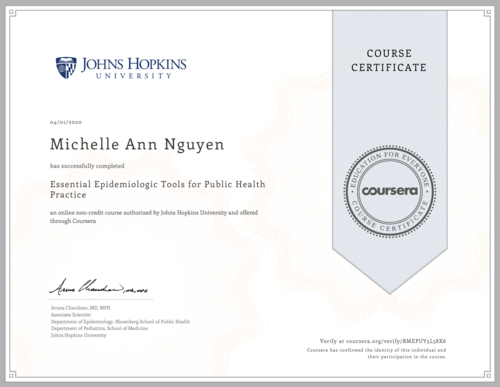 JOHNS HOPKINS
UNIVERSITY
COURSE
CERTIFICATE
04/01/2020
Michelle Ann Nguyen
has successfully completed
Essential Epidemiologic Tools for Public Health
Practice
an online non-credit course authorized by Johns Hopkins University and offered
through Coursera
EDUCATION FOR EVERYONE
coursera
COURSE CERTIFICATE
Aruna Chandran, MD, MPH
Aruna Chandran, MD, MPH
Associate Scientist
Department of Epidemiology, Bloomberg School of Public Health
Department of Pediatrics, School of Medicine
Johns Hopkins University
Verify at coursera.org/verify/RMEPUY5L58X6
Coursera has confirmed the identity of this individual and
their participation in the course.